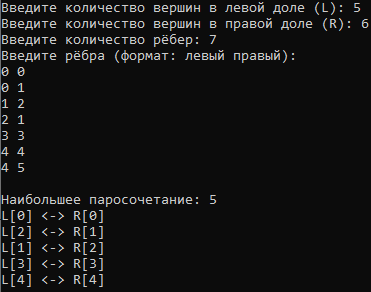 Введите количество вершин в левой доле (L): 5
Введите количество вершин в правой доле (R): 6
Введите количество рёбер: 7
Введите рёбра (формат: левый правый):
0 0
0 1
1 2
2 1
3 3
4 4
4 5
Наибольшее паросочетание: 5
L[0] <-> R[0]
L[2] <-> R[1]
L[1] <-> R[2]
L[3] <-> R[3]
L[4] <-> R[4]